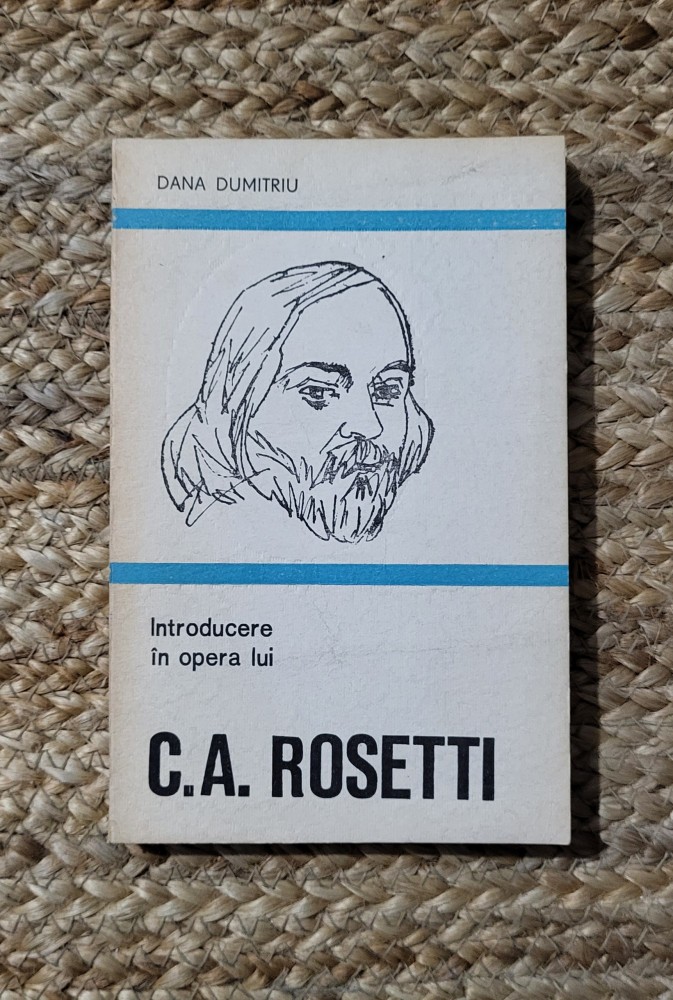 DANA DUMITRIU
Introducere
în opera lui
C.A. ROSETTI